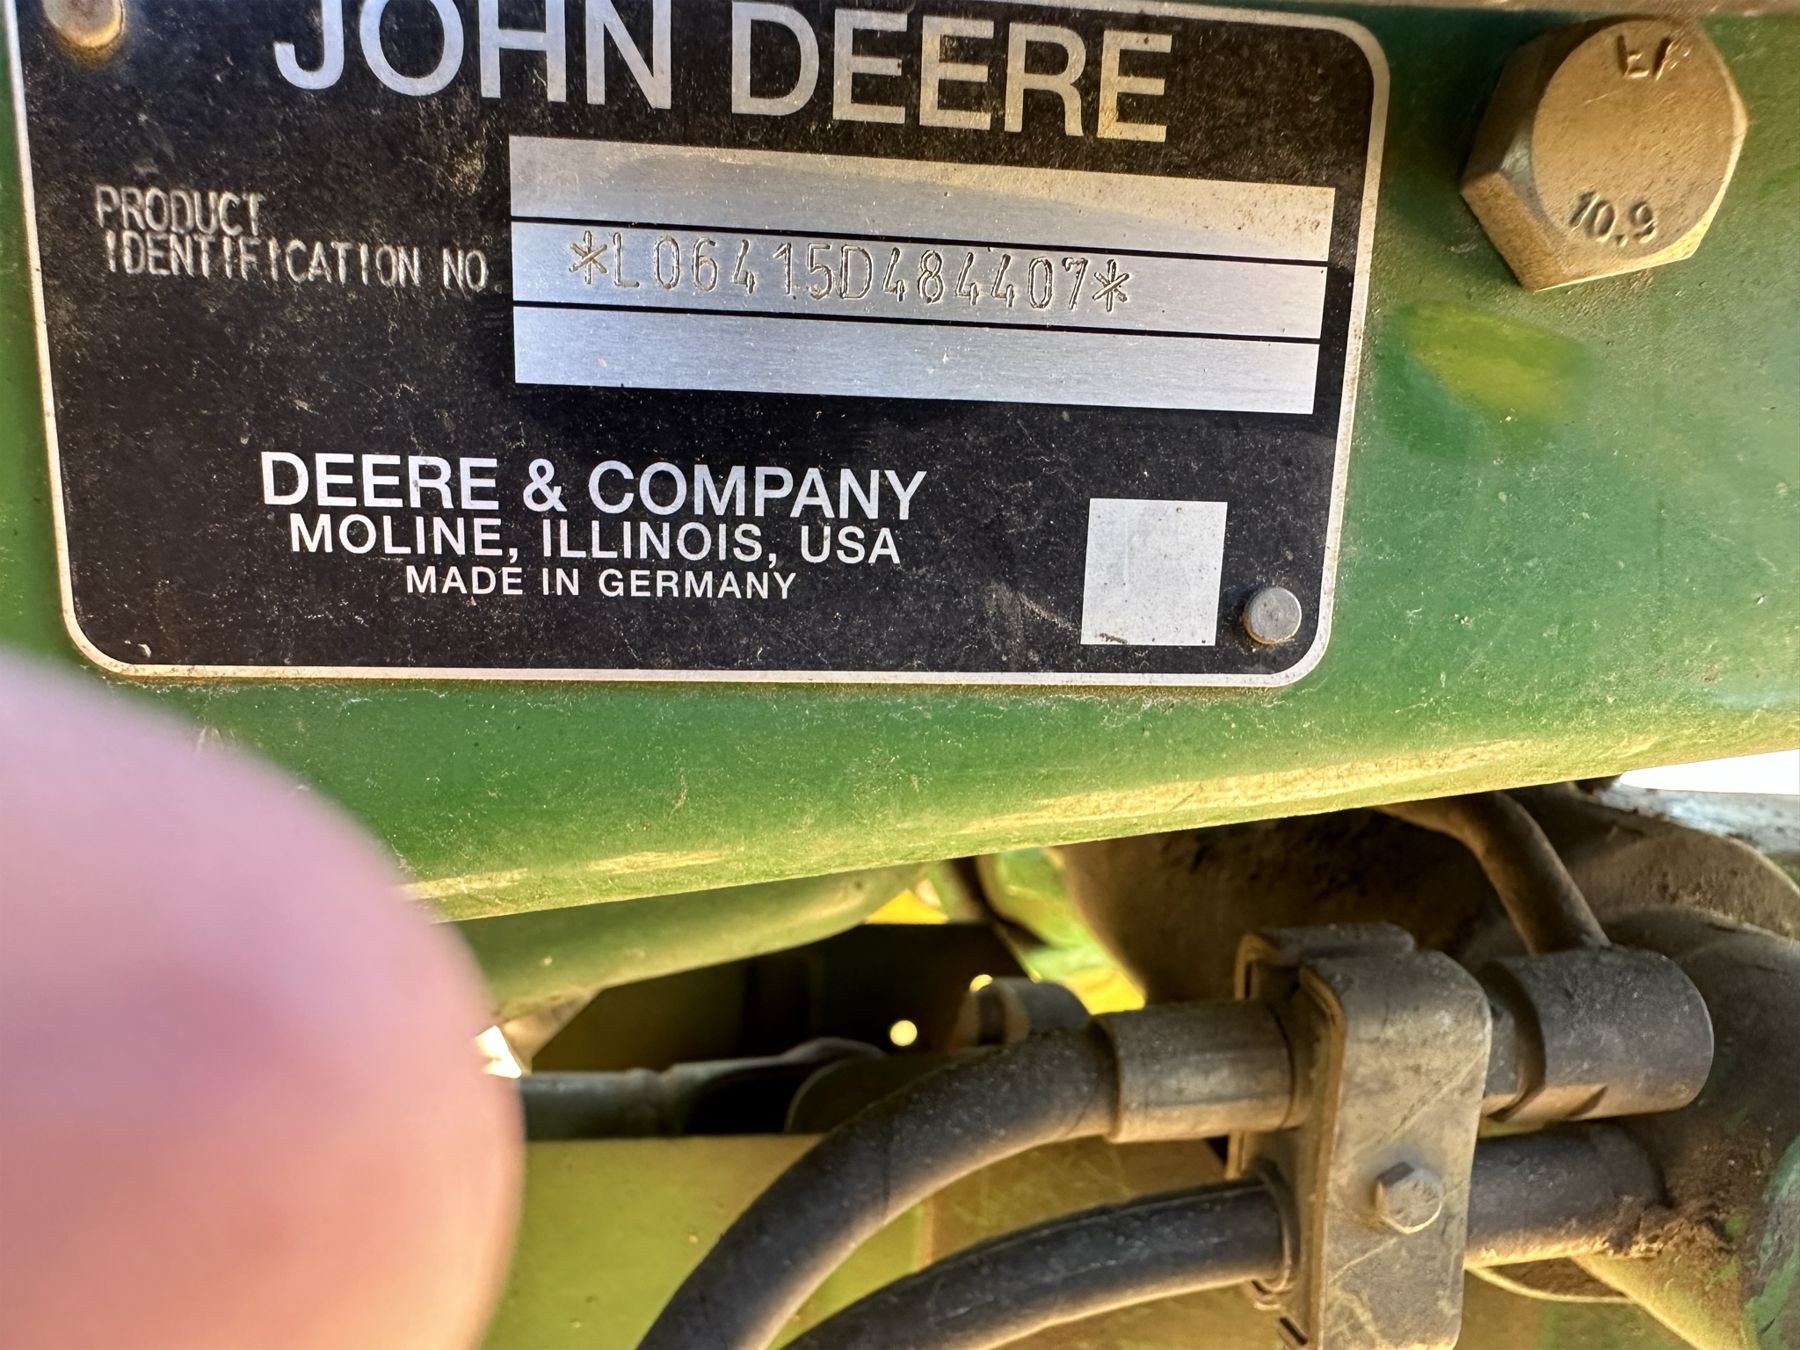 JOHN DEERE
PRODUCT
IDENTIFICATION NO.
*L06415D484407*
DEERE & COMPANY
MOLINE, ILLINOIS, USA
MADE IN GERMANY
10.9